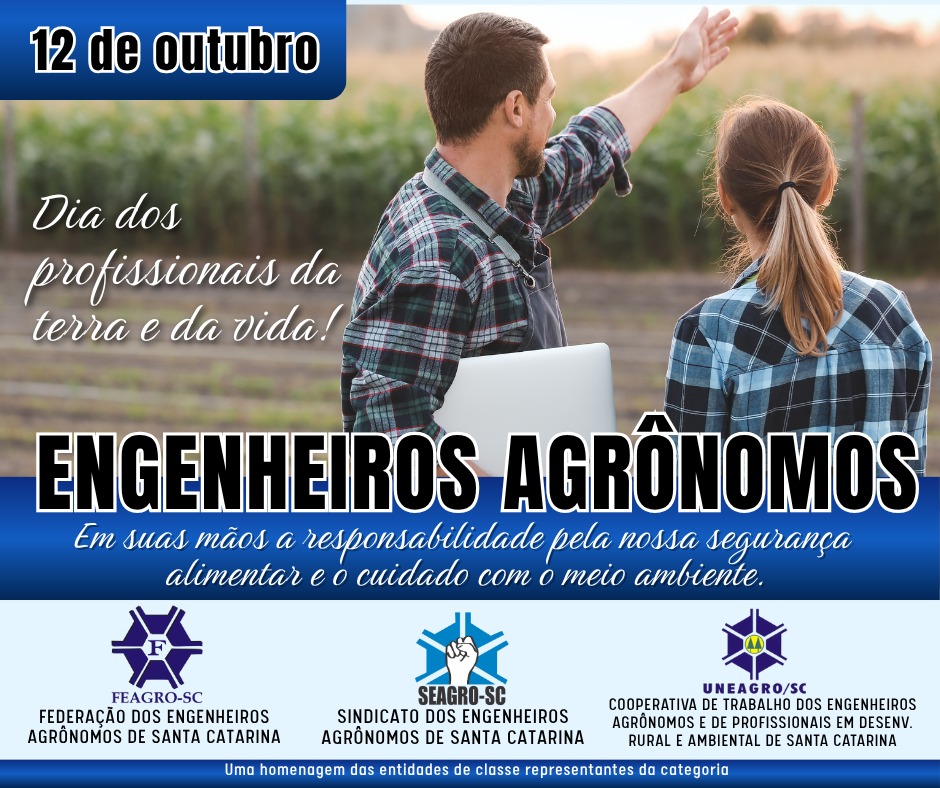 12 de outubro
Dia dos
profissionais da
terra e da vida!
ENGENHEIROS AGRÔNOMOS
Em suas mãos a responsabilidade pela nossa segurança
alimentar e o cuidado com o meio ambiente.
F
FEAGRO-SC
FEDERAÇÃO DOS ENGENHEIROS
AGRÔNOMOS DE SANTA CATARINA
SEAGRO-SC
SINDICATO DOS ENGENHEIROS
AGRÔNOMOS DE SANTA CATARINA
UNEAGRO/SC
COOPERATIVA DE TRABALHO DOS ENGENHEIROS
AGRÔNOMOS E DE PROFISSIONAIS EM DESENV.
RURAL E AMBIENTAL DE SANTA CATARINA
Uma homenagem das entidades de classe representantes da categoria